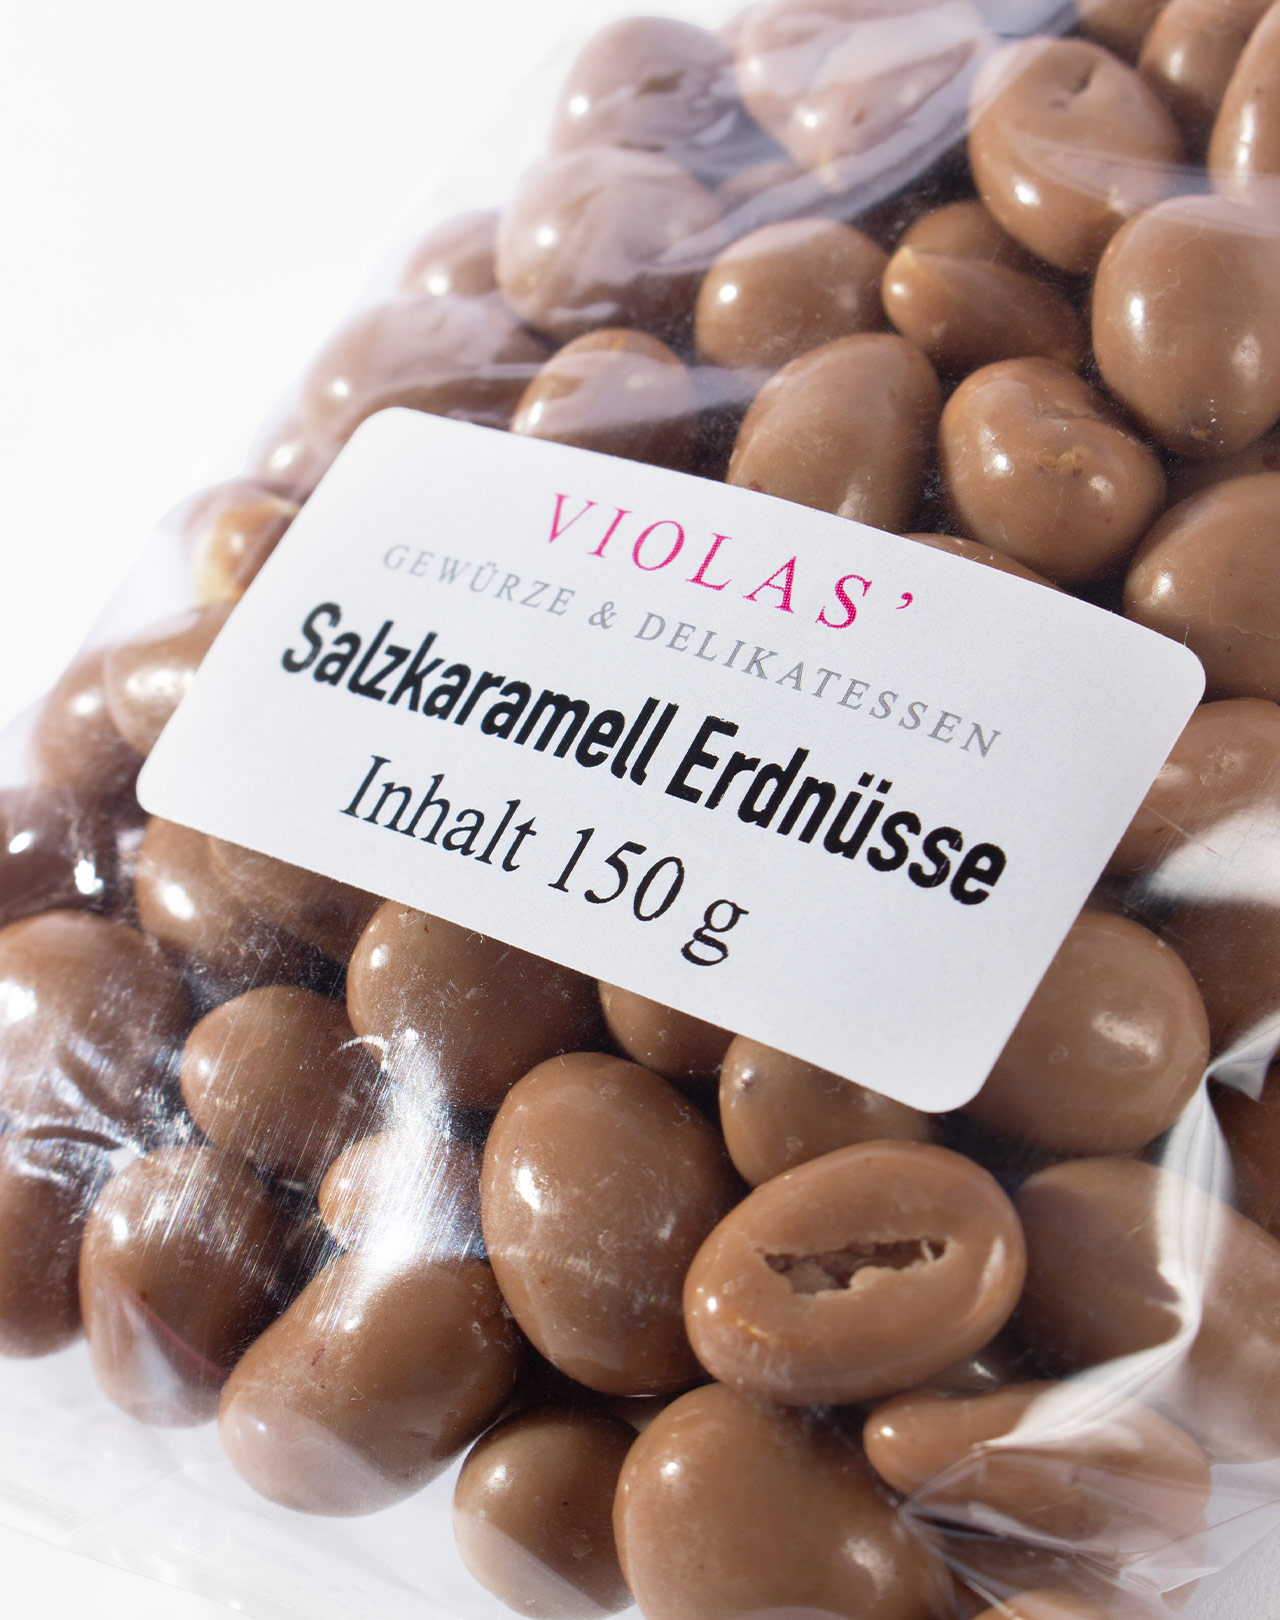 VIOLAS’
GEWÜRZE & DELIKATESSEN
Salzkaramell Erdnüsse
Inhalt 150 g